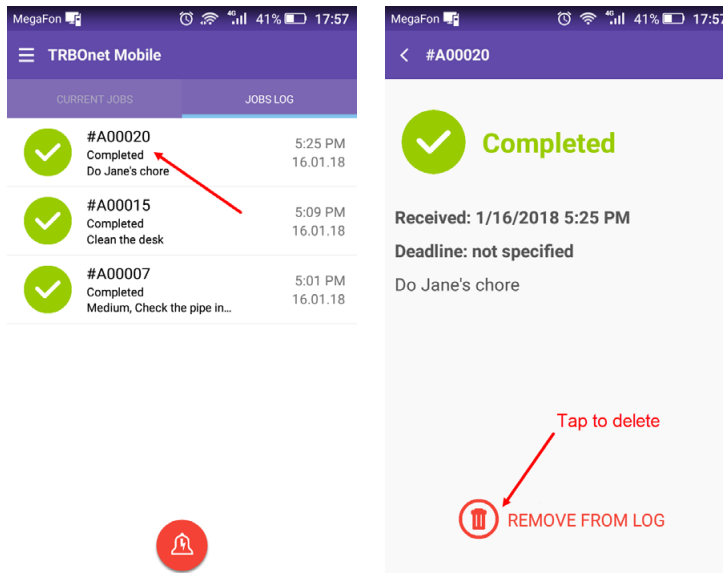 MegaFon 4G 41% 17:57
TRBOnet Mobile
CURRENT JOBS JOBS LOG
#A00020
Completed
Do Jane's chore
5:25 PM
16.01.18
#A00015
Completed
Clean the desk
5:09 PM
16.01.18
#A00007
Completed
Medium, Check the pipe in...
5:01 PM
16.01.18
MegaFon 4G 41% 17:57
#A00020
Completed
Received: 1/16/2018 5:25 PM
Deadline: not specified
Do Jane's chore
Tap to delete
REMOVE FROM LOG